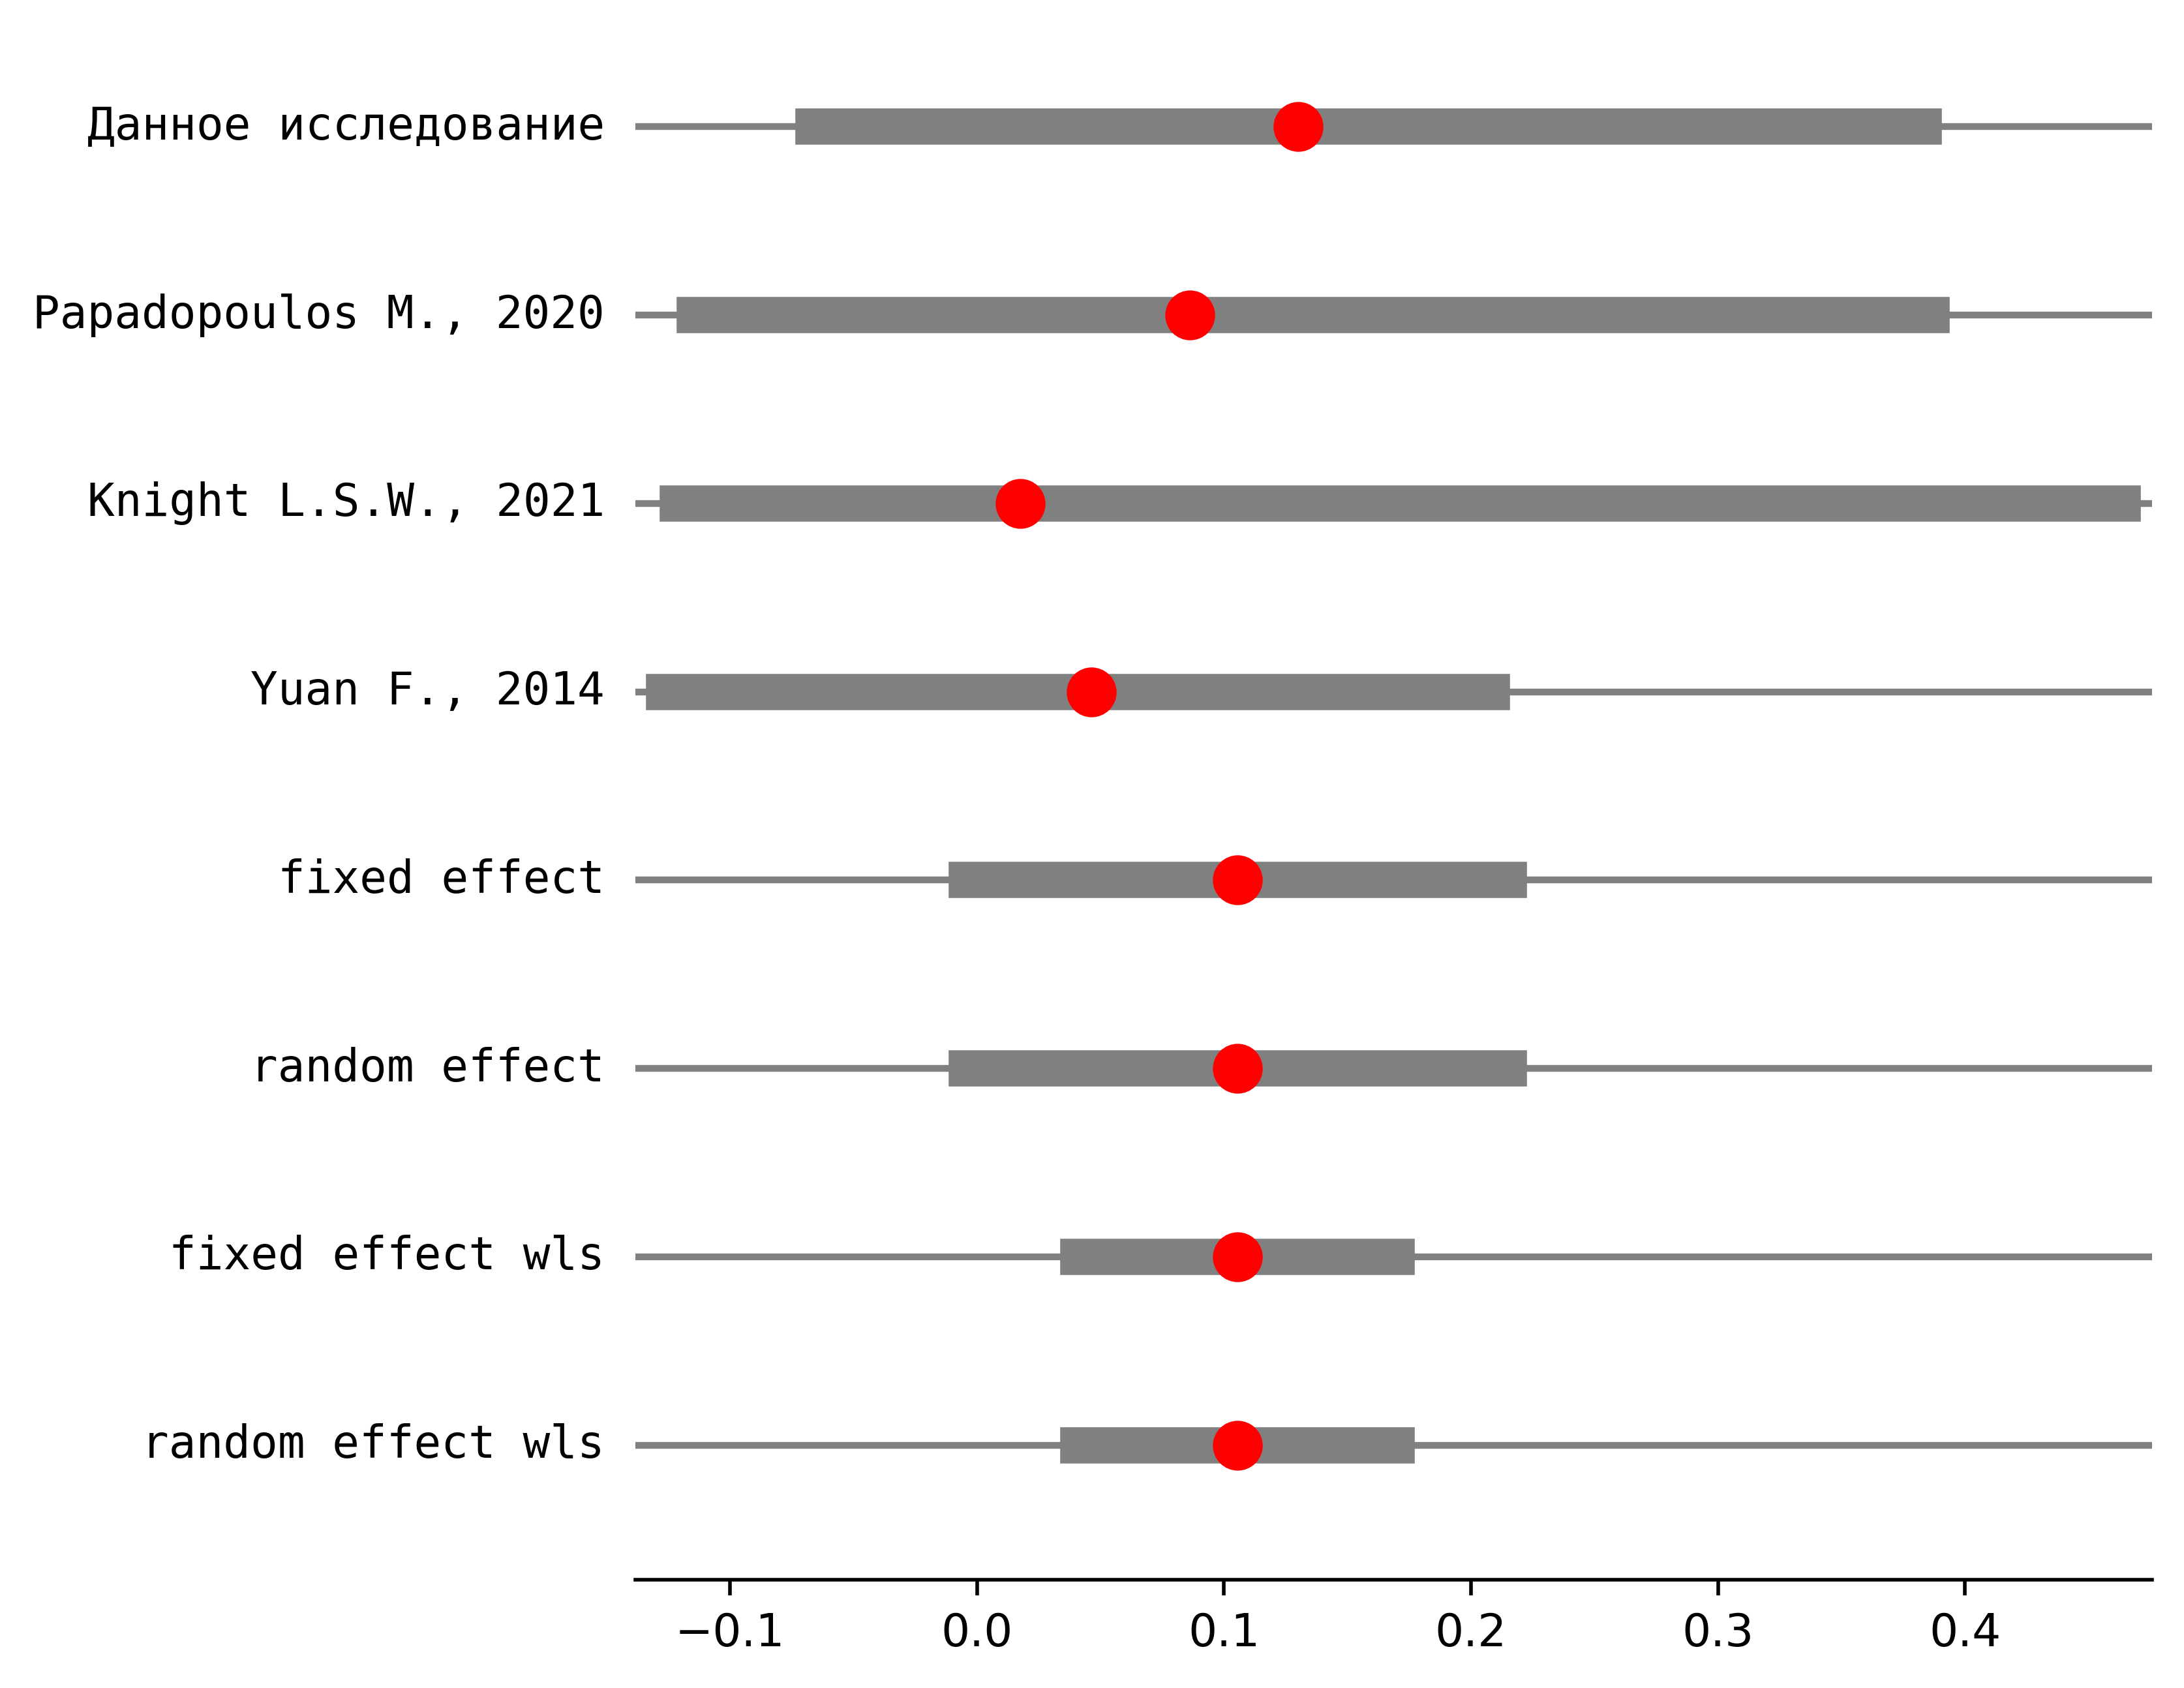 Данное исследование
Papadopoulos M., 2020
Knight L.S.W., 2021
Yuan F., 2014
fixed effect
random effect
fixed effect wls
random effect wls
−0.1 0.0 0.1 0.2 0.3 0.4